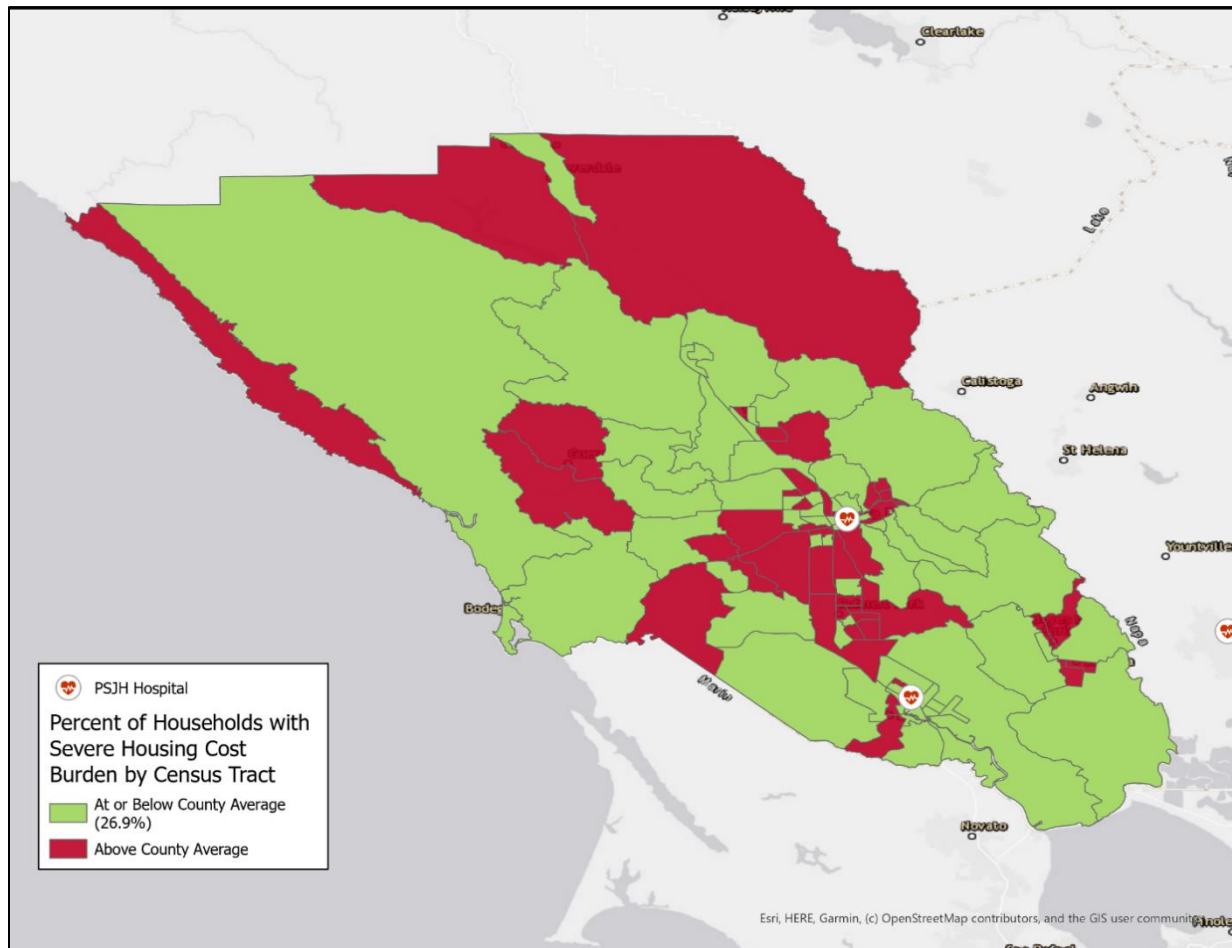 Clearlake
Lake
Calistoga
Angwin
St Helena
Yountville
Napa
Marin
Novato
PSJH Hospital
Percent of Households with
Severe Housing Cost
Burden by Census Tract
At or Below County Average
(26.9%)
Above County Average
Esri, HERE, Garmin, (c) OpenStreetMap contributors, and the GIS user community